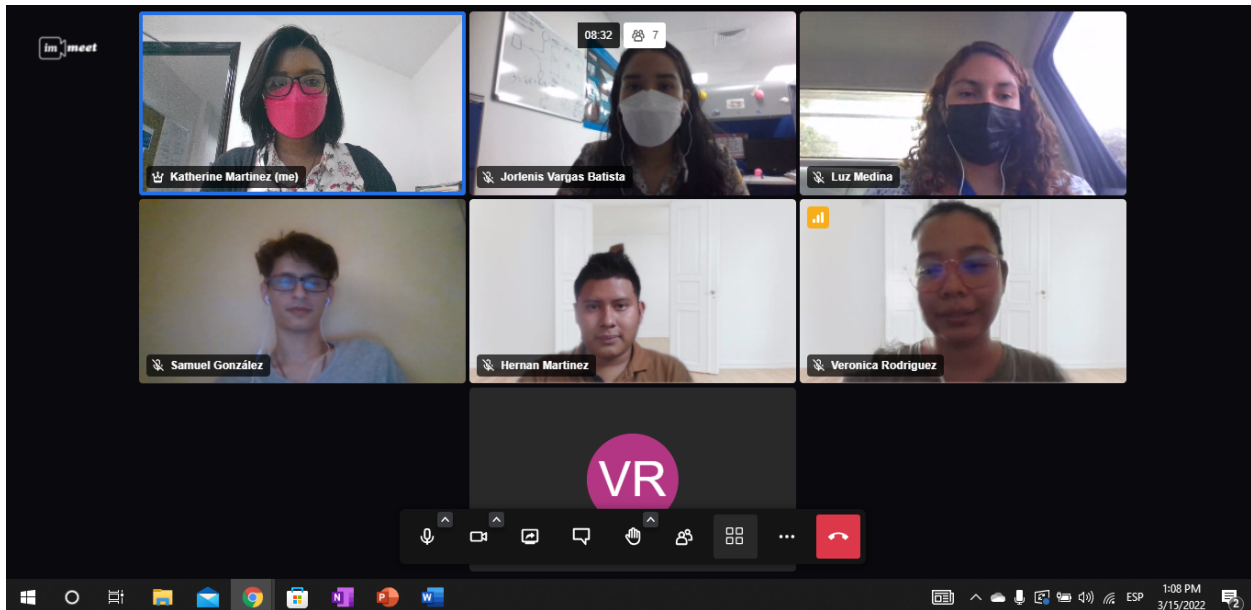 im meet
08:32 7
Katherine Martinez (me)
Jorlenis Vargas Batista
Luz Medina
Samuel González
Hernan Martinez
Veronica Rodriguez
VR
ESP
1:08 PM
3/15/2022
2